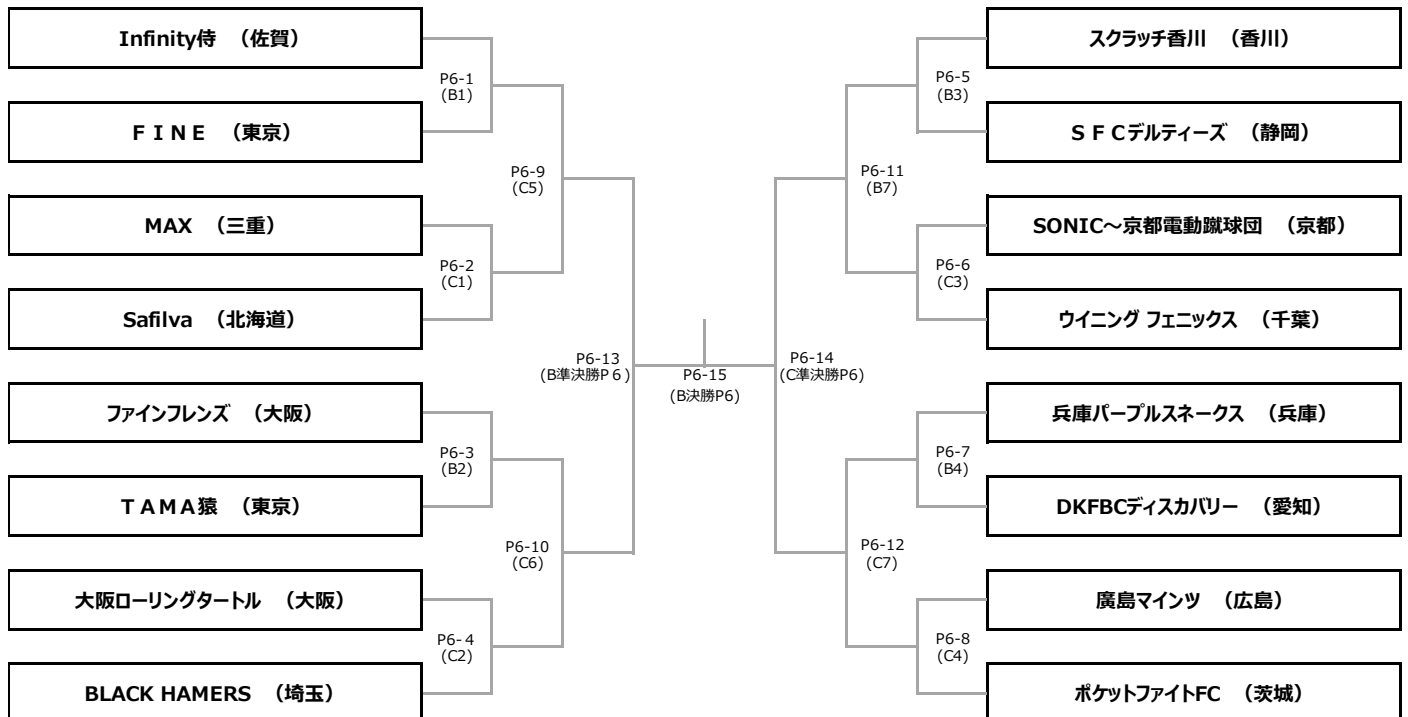 Infinity侍 (佐賀)
P6-1
(B1)
ＦＩＮＥ (東京)
P6-9
(C5)
MAX (三重)
P6-2
(C1)
Safilva (北海道)
P6-13
(B準決勝P６)
ファインフレンズ (大阪)
P6-3
(B2)
ＴＡＭＡ猿 (東京)
P6-10
(C6)
大阪ローリングタートル (大阪)
P6-４
(C2)
BLACK HAMERS (埼玉)
P6-15
(B決勝P6)
スクラッチ香川 (香川)
P6-5
(B3)
ＳＦＣデルティーズ (静岡)
P6-11
(B7)
SONIC～京都電動蹴球団 (京都)
P6-6
(C3)
ウイニング フェニックス (千葉)
P6-14
(C準決勝P6)
兵庫パープルスネークス (兵庫)
P6-7
(B4)
DKFBCディスカバリー (愛知)
P6-12
(C7)
廣島マインツ (広島)
P6-8
(C4)
ポケットファイトFC (茨城)